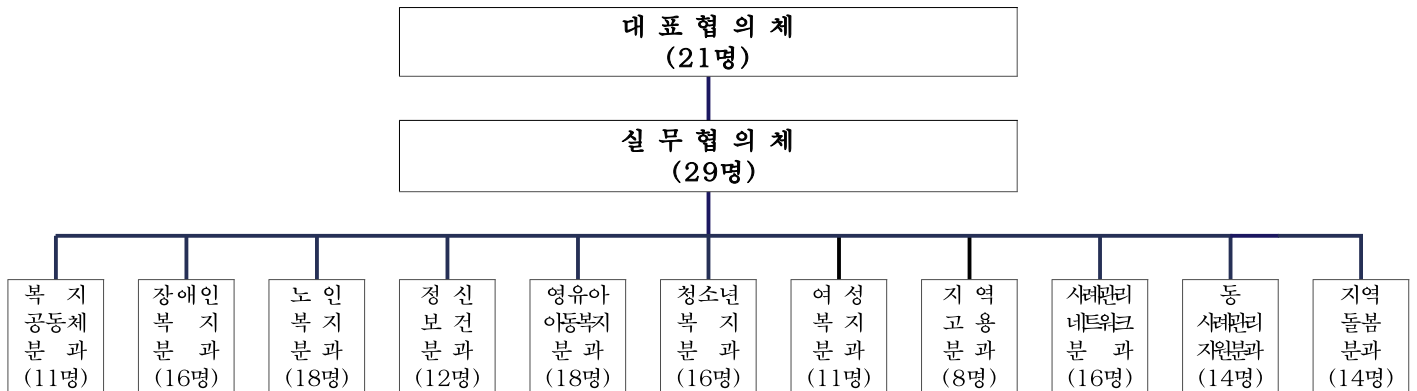 대 표 협 의 체
(21명)
실 무 협 의 체
(29명)
복 지
공동체
분 과
(11명)
장애인
복 지
분 과
(16명)
노 인
복 지
분 과
(18명)
정 신
보 건
분 과
(12명)
영유아
아동복지
분 과
(18명)
청소년
복 지
분 과
(16명)
여 성
복 지
분 과
(11명)
지 역
고 용
분 과
(8명)
사례관리
네트워크
분 과
(16명)
동
사례관리
지원분과
(14명)
지역
돌봄
분과
(14명)